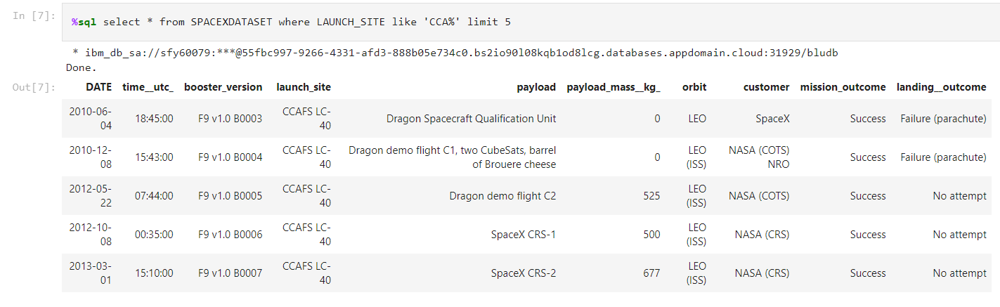 In [7]:
%sql select * from SPACEXDATASET where LAUNCH_SITE like 'CCA%' limit 5
* ibm_db_sa://sfy60079:***@55fbc997-9266-4331-afd3-888b05e734c0.bs2io90l08kqb1od8lcg.databases.appdomain.cloud:31929/bludb
Done.
Out[7]:
DATE time__utc_ booster_version launch_site payload payload_mass__kg_ orbit customer mission_outcome landing__outcome
2010-06-04 18:45:00 F9 v1.0 B0003 CCAFS LC-40 Dragon Spacecraft Qualification Unit 0 LEO SpaceX Success Failure (parachute)
2010-12-08 15:43:00 F9 v1.0 B0004 CCAFS LC-40 Dragon demo flight C1, two CubeSats, barrel of Brouere cheese 0 LEO (ISS) NASA (COTS) NRO Success Failure (parachute)
2012-05-22 07:44:00 F9 v1.0 B0005 CCAFS LC-40 Dragon demo flight C2 525 LEO (ISS) NASA (COTS) Success No attempt
2012-10-08 00:35:00 F9 v1.0 B0006 CCAFS LC-40 SpaceX CRS-1 500 LEO (ISS) NASA (CRS) Success No attempt
2013-03-01 15:10:00 F9 v1.0 B0007 CCAFS LC-40 SpaceX CRS-2 677 LEO (ISS) NASA (CRS) Success No attempt